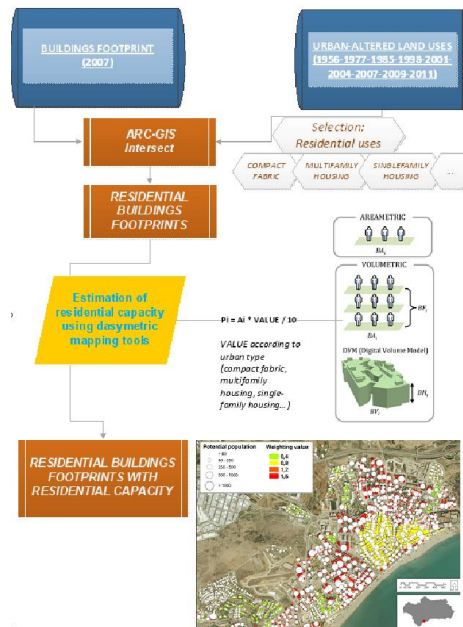 BUILDINGS FOOTPRINT
(2007)
URBAN-ALTERED LAND USES
(1956-1977-1985-1998-2001-
2004-2007-2009-2011)
ARC-GIS
Intersect
Selection:
Residential uses
COMPACT
FABRIC
MULTIFAMILY
HOUSING
SINGLEFAMILY
HOUSING
...
RESIDENTIAL
BUILDINGS
FOOTPRINTS
AREAMETRIC
VOLUMETRIC
DVM (Digital Volume Model)
Estimation of
residential capacity
using dasymetric
mapping tools
Pi = Ai * VALUE / 10
VALUE according to
urban type
(compact fabric,
multifamily
housing, single-
family housing...)
RESIDENTIAL BUILDINGS
FOOTPRINTS WITH
RESIDENTIAL CAPACITY
Potential population
Weighting value